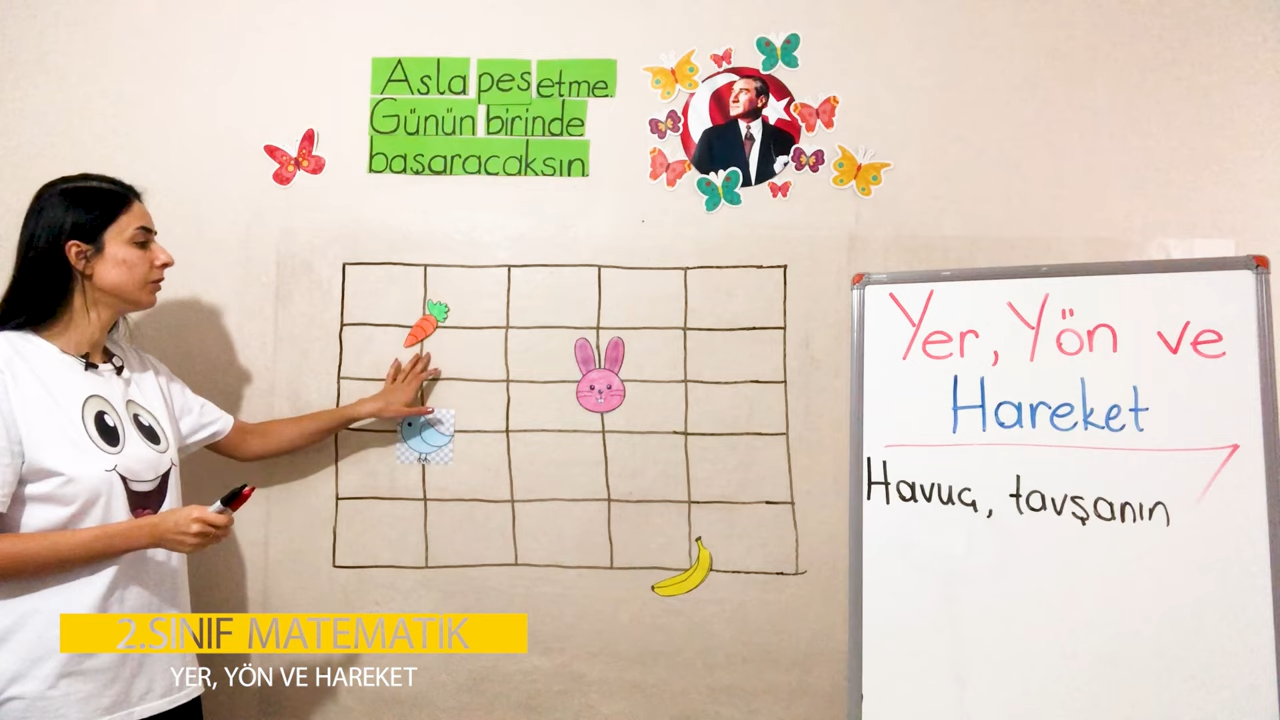 Asla pes etme.
Günün birinde
başaracaksın.
Yer, Yön ve
Hareket
Havuç, tavşanın
2.SINIF MATEMATİK
YER, YÖN VE HAREKET